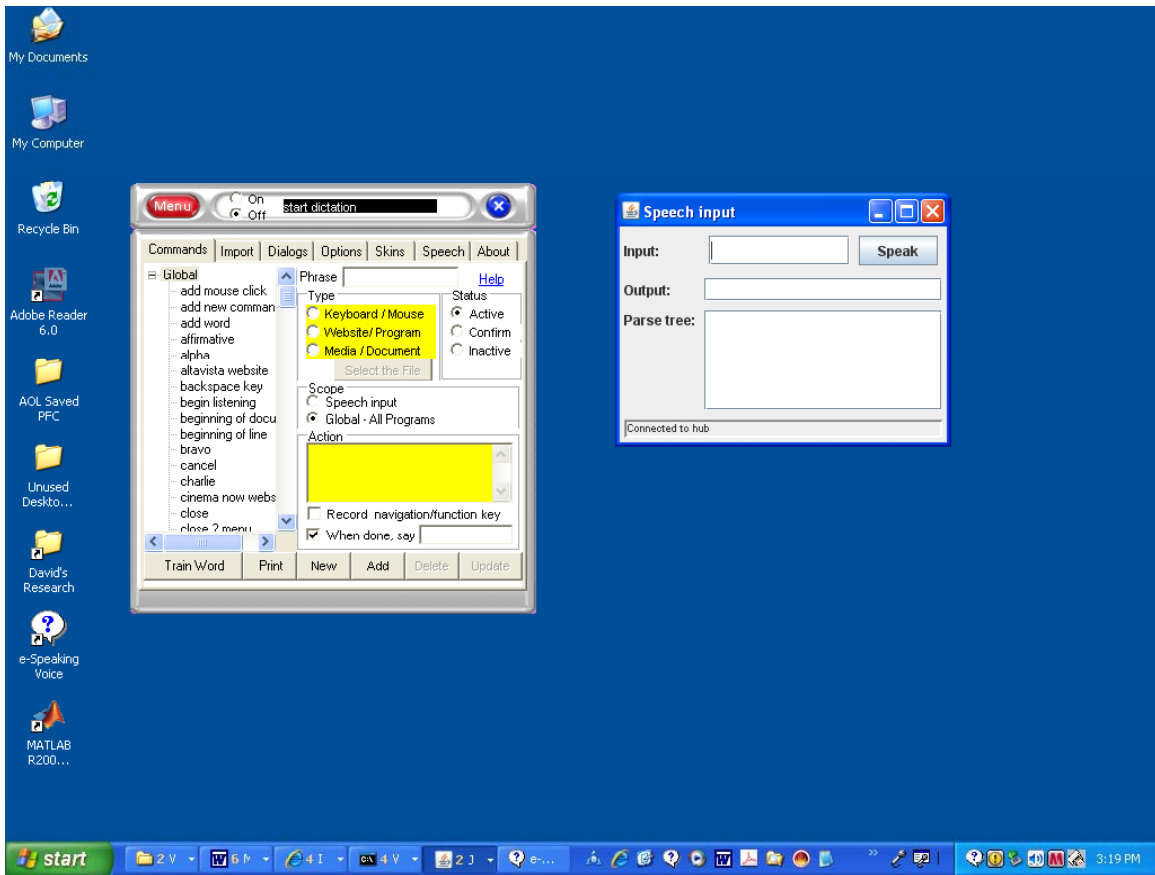 My Documents
My Computer
Recycle Bin
Adobe Reader
6.0
AOL Saved
PFC
Unused
Deskto...
David's
Research
e-Speaking
Voice
MATLAB
R200...
Menu
On
Off
start dictation
Commands Import Dialogs Options Skins Speech About
Global
add mouse click
add new comman
add word
affirmative
alpha
altavista website
backspace key
begin listening
beginning of docu
beginning of line
bravo
cancel
charlie
cinema now webs
close
close ? menu
Phrase
Help
Type
Keyboard / Mouse
Website/ Program
Media / Document
Select the File
Status
Active
Confirm
Inactive
Scope
Speech input
Global - All Programs
Action
Record navigation/function key
When done, say
Train Word Print New Add Delete Update
Speech input
Input:
Speak
Output:
Parse tree:
Connected to hub
start
2 V
4 I
4 V
2 J
e-...
3:19 PM